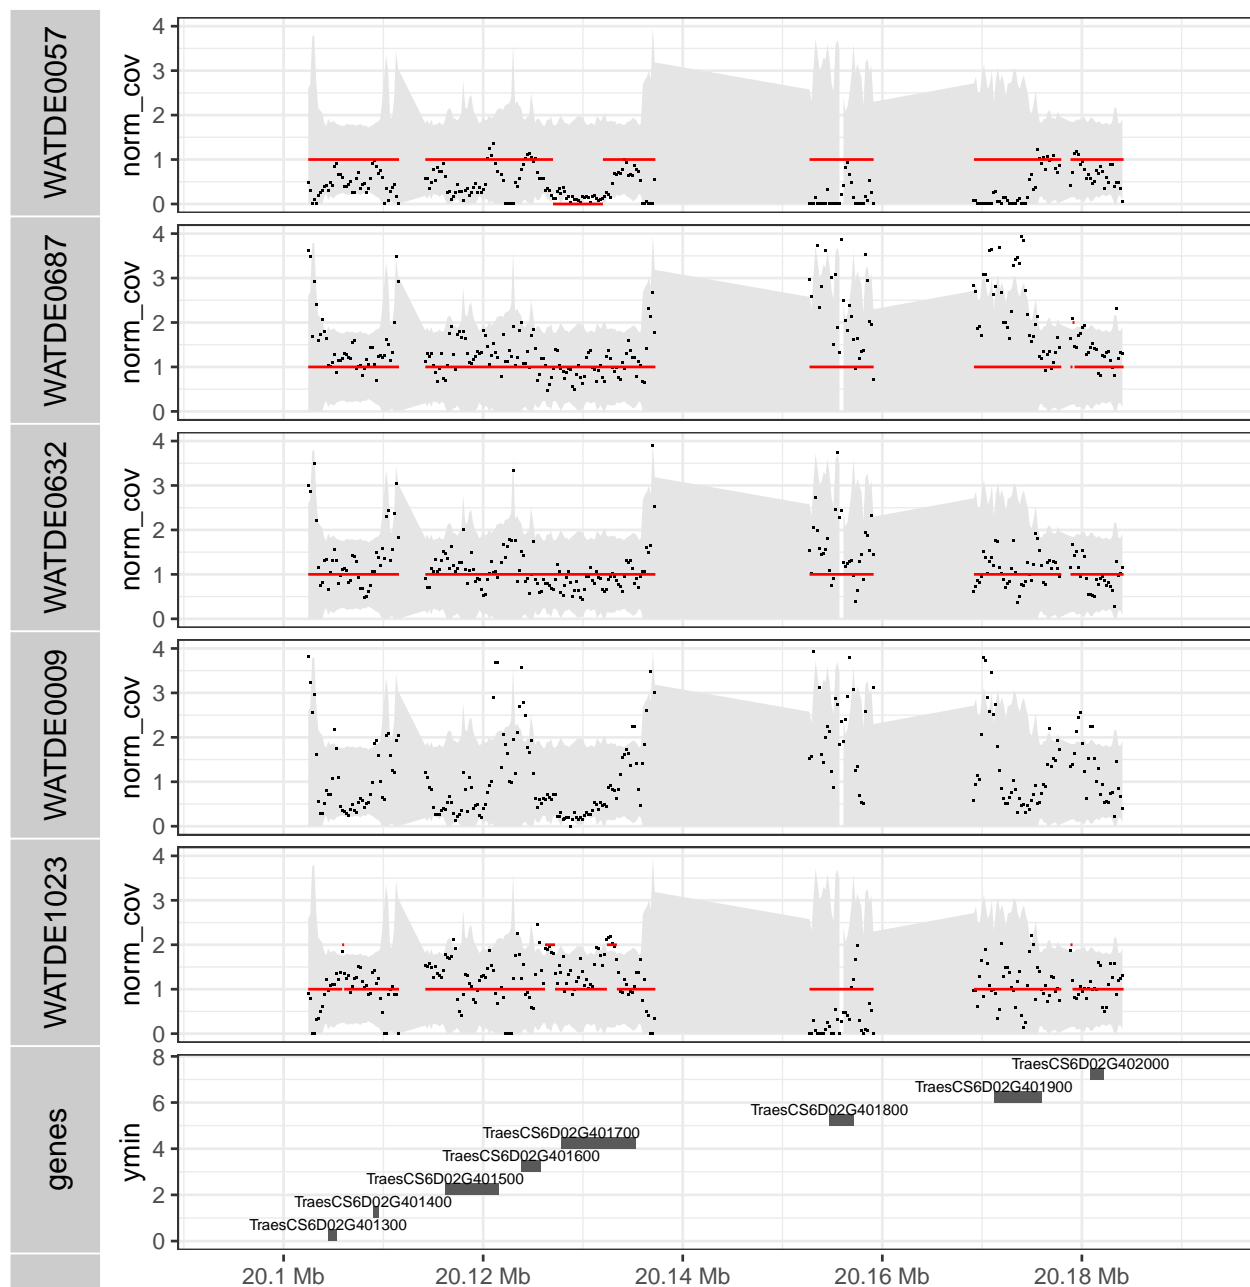 WATDE0057
norm_cov
4
3
2
1
0
WATDE0687
norm_cov
4
3
2
1
0
WATDE0632
norm_cov
4
3
2
1
0
WATDE0009
norm_cov
4
3
2
1
0
WATDE1023
norm_cov
4
3
2
1
0
genes
ymin
8
6
4
2
0
TraesCS6D02G402000
TraesCS6D02G401900
TraesCS6D02G401800
TraesCS6D02G401700
TraesCS6D02G401600
TraesCS6D02G401500
TraesCS6D02G401400
TraesCS6D02G401300
20.1 Mb 20.12 Mb 20.14 Mb 20.16 Mb 20.18 Mb